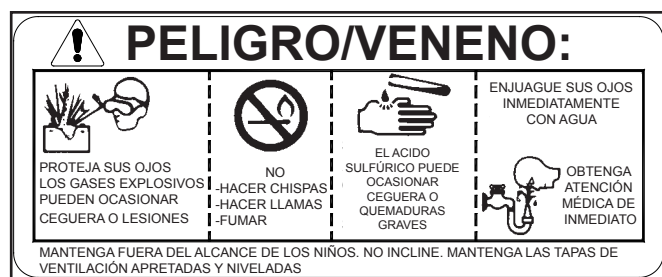 PELIGRO/VENENO:
PROTEJA SUS OJOS
LOS GASES EXPLOSIVOS
PUEDEN OCASIONAR
CEGUERA O LESIONES
NO
-HACER CHISPAS
-HACER LLAMAS
-FUMAR
EL ACIDO
SULFÚRICO PUEDE
OCASIONAR
CEGUERA O
QUEMADURAS
GRAVES
ENJUAGUE SUS OJOS
INMEDIATAMENTE
CON AGUA
OBTENGA
ATENCIÓN
MÉDICA DE
INMEDIATO
MANTENGA FUERA DEL ALCANCE DE LOS NIÑOS. NO INCLINE. MANTENGA LAS TAPAS DE
VENTILACIÓN APRETADAS Y NIVELADAS